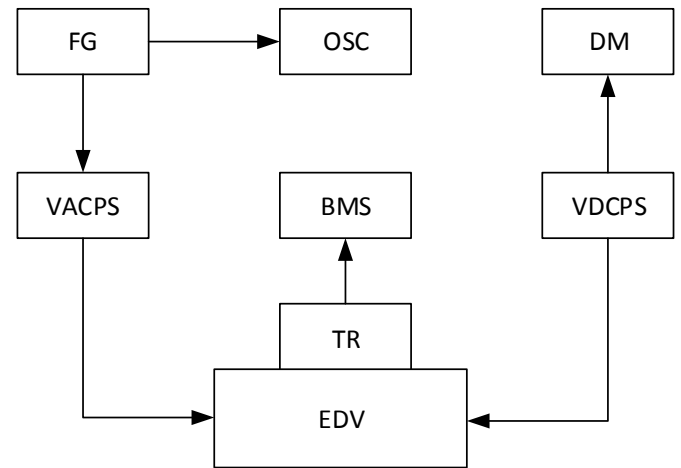 FG
OSC
DM
VACPS
BMS
VDCPS
TR
EDV